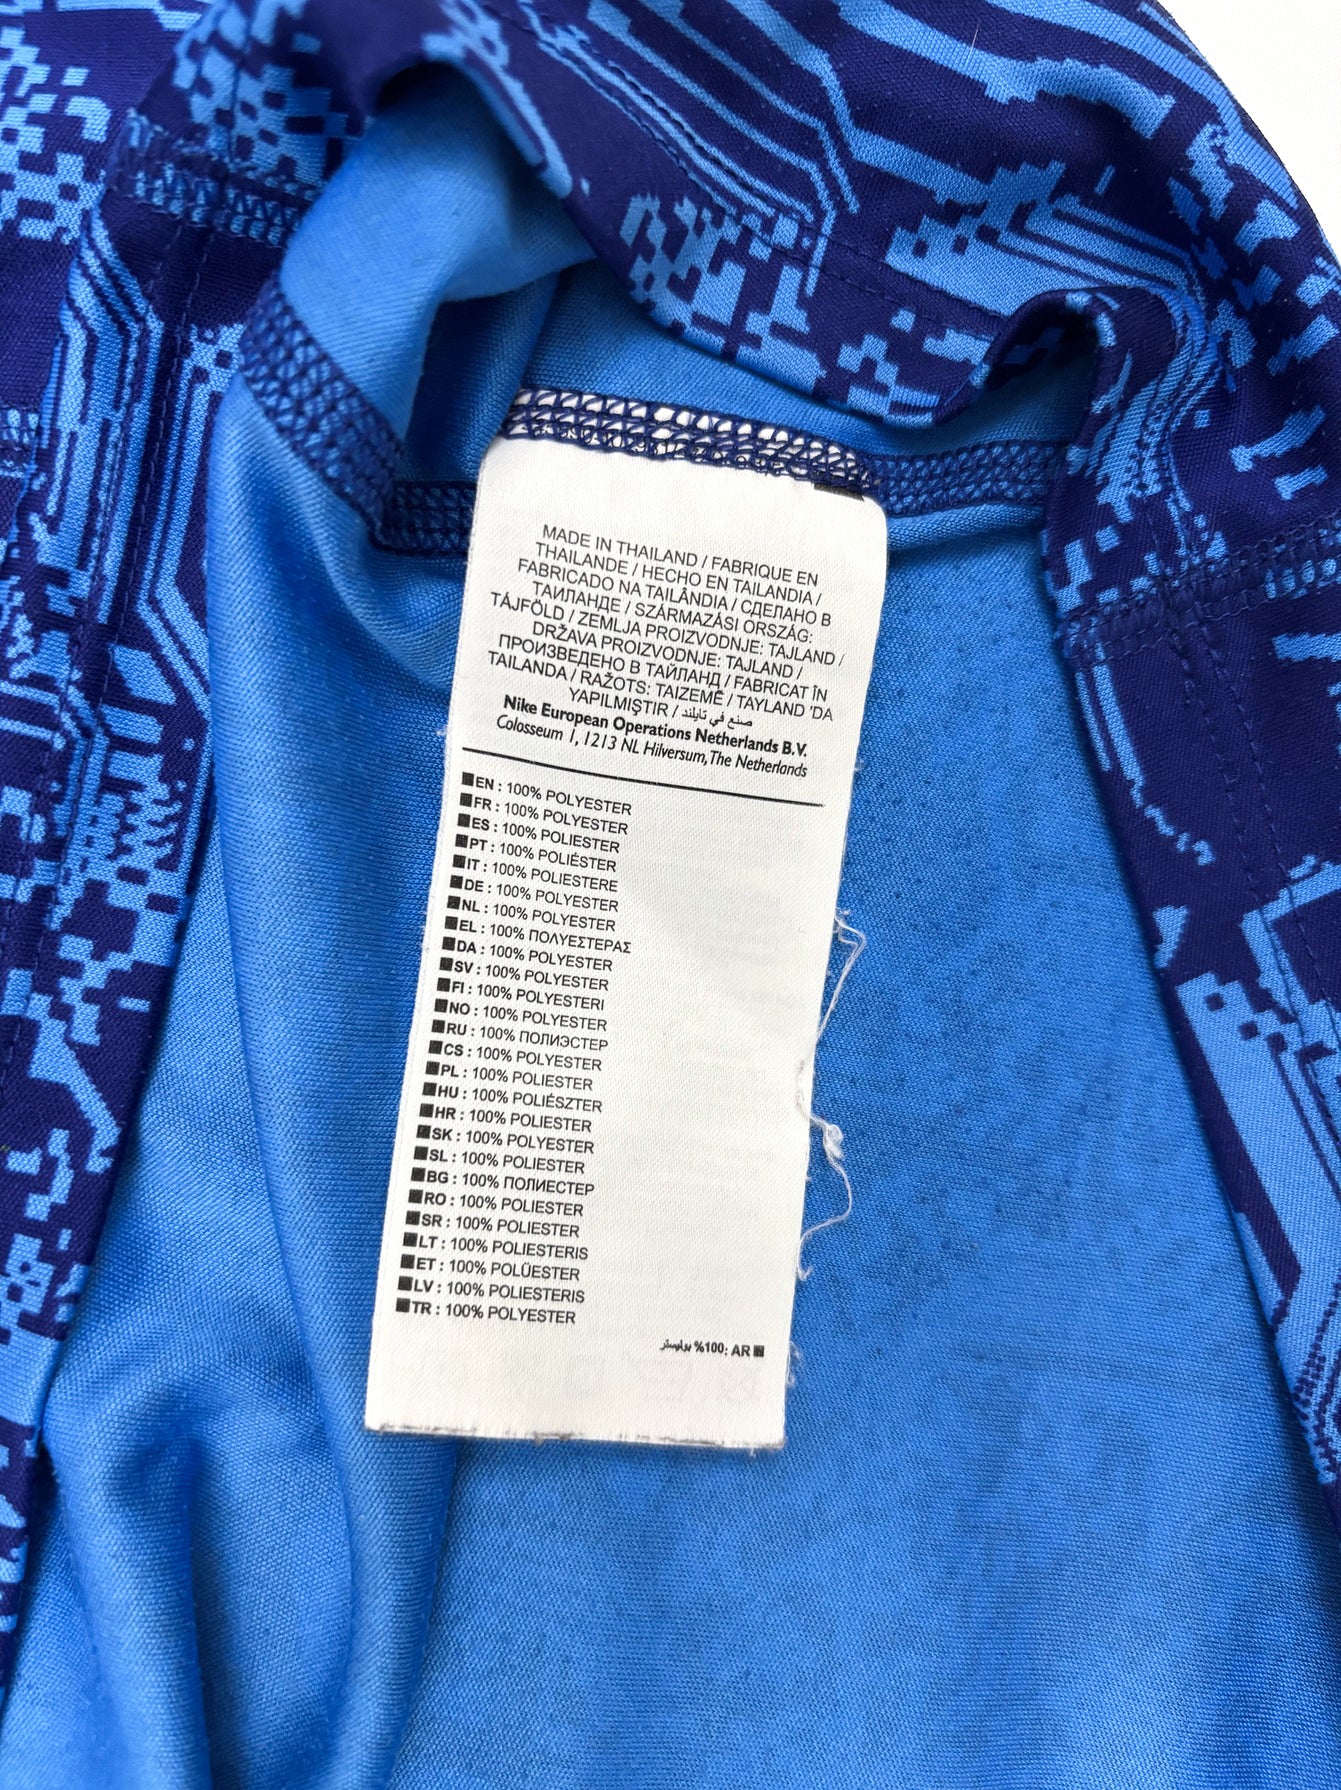 MADE IN THAILAND / FABRIQUE EN
THAILANDE / HECHO EN TAILANDIA /
FABRICADO NA TAILÂNDIA / СДЕЛАНО В
ТАИЛАНДЕ / SZÁRMAZÁSI ORSZÁG:
TÁJFÖLD / ZEMLJA PROIZVODNJE: TAJLAND /
DRŽAVA PROIZVODNJE: TAJLAND /
ПРОИЗВЕДЕНО В ТАЙЛАНД / FABRICAT ÎN
TAILANDA / RAŽOTS: TAIZEMĒ / TAYLAND 'DA
YAPILMIŞTIR / صنع في تايلند
Nike European Operations Netherlands B.V.
Colosseum 1, 1213 NL Hilversum, The Netherlands
EN : 100% POLYESTER
FR : 100% POLYESTER
ES : 100% POLIESTER
PT : 100% POLIÉSTER
IT : 100% POLIESTERE
DE : 100% POLYESTER
NL : 100% POLYESTER
EL : 100% ΠΟΛΥΕΣΤΕΡΑΣ
DA : 100% POLYESTER
SV : 100% POLYESTER
FI : 100% POLYESTERI
NO : 100% POLYESTER
RU : 100% ПОЛИЭСТЕР
CS : 100% POLYESTER
PL : 100% POLIESTER
HU : 100% POLIÉSZTER
HR : 100% POLIESTER
SK : 100% POLYESTER
SL : 100% POLIESTER
BG : 100% ПОЛИЕСТЕР
RO : 100% POLIESTER
SR : 100% POLIESTER
LT : 100% POLIESTERIS
ET : 100% POLÜESTER
LV : 100% POLIESTERIS
TR : 100% POLYESTER
AR :100% بوليستر